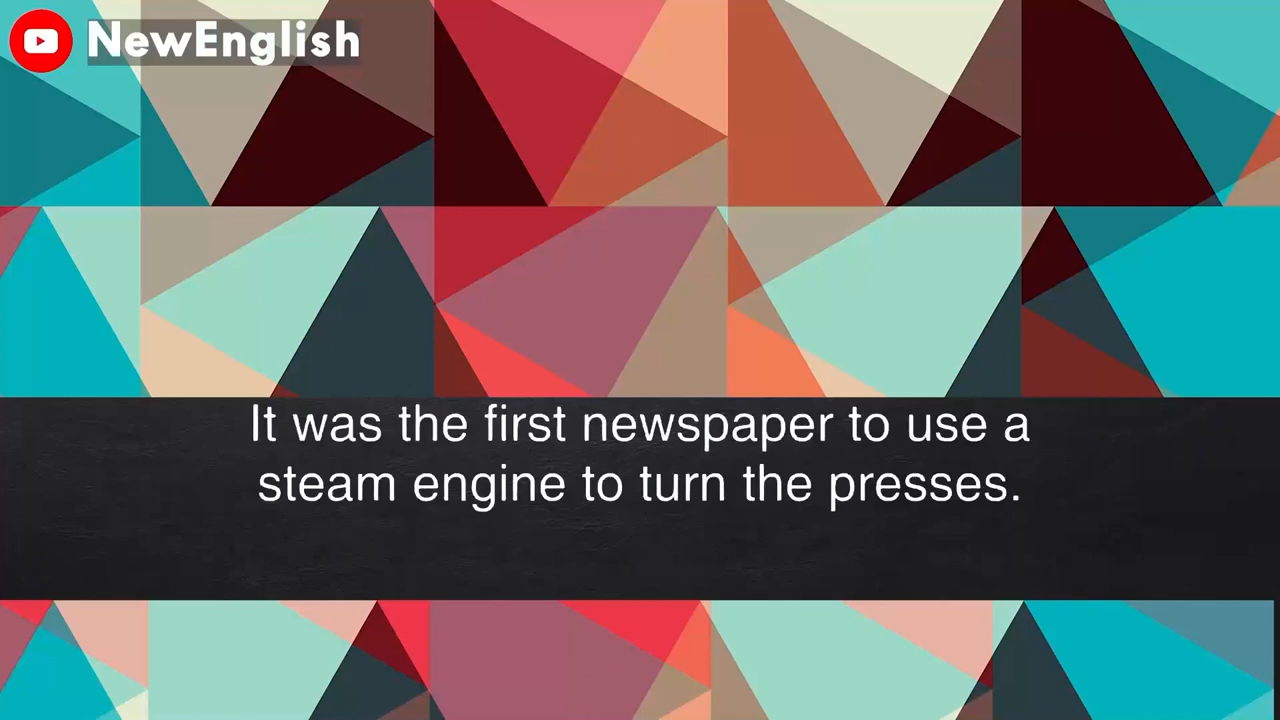 NewEnglish
It was the first newspaper to use a
steam engine to turn the presses.